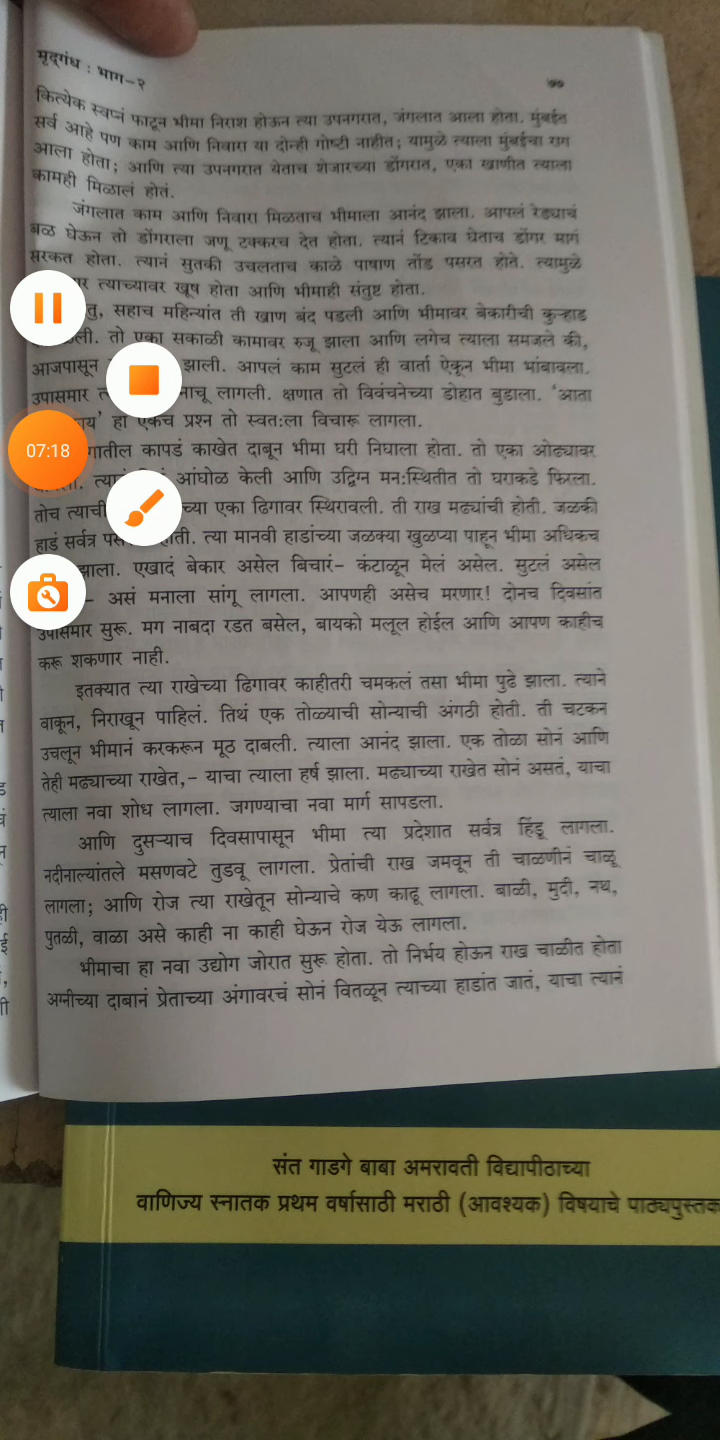 मृद्‌गंध : भाग-२
७७
कित्येक स्वप्नं फाटून भीमा निराश होऊन त्या उपनगरात, जंगलात आला होता. मुंबईत
सर्व आहे पण काम आणि निवारा या दोन्ही गोष्टी नाहीत; यामुळे त्याला मुंबईचा राग
आला होता; आणि त्या उपनगरात येताच शेजारच्या डोंगरात, एका खाणीत त्याला
कामही मिळालं होतं.
जंगलात काम आणि निवारा मिळताच भीमाला आनंद झाला. आपलं रेड्याचं
बळ घेऊन तो डोंगराला जणू टक्करच देत होता. त्यानं टिकाव घेताच डोंगर मागं
सरकत होता. त्यानं सुतकी उचलताच काळे पाषाण तोंड पसरत होते. त्यामुळे
त्याच्यावर खूष होता आणि भीमाही संतुष्ट होता.
सहाच महिन्यांत ती खाण बंद पडली आणि भीमावर बेकारीची कुऱ्हाड
तो एका सकाळी कामावर रुजू झाला आणि लगेच त्याला समजले की,
आजपासून झाली. आपलं काम सुटलं ही वार्ता ऐकून भीमा भांबावला.
उपासमार नाचू लागली. क्षणात तो विवंचनेच्या डोहात बुडाला. ‘आता
हा एकच प्रश्न तो स्वत:ला विचारू लागला.
कापडं काखेत दाबून भीमा घरी निघाला होता. तो एका ओढ्यावर
आंघोळ केली आणि उद्विग्न मन:स्थितीत तो घराकडे फिरला.
तोच त्याची एका ढिगावर स्थिरावली. ती राख मढ्यांची होती. जळकी
हाडं सर्वत्र होती. त्या मानवी हाडांच्या जळक्या खुळप्या पाहून भीमा अधिकच
झाला. एखादं बेकार असेल बिचारं- कंटाळून मेलं असेल. सुटलं असेल
- असं मनाला सांगू लागला. आपणही असेच मरणार! दोनच दिवसांत
उपासमार सुरू. मग नाबदा रडत बसेल, बायको मलूल होईल आणि आपण काहीच
करू शकणार नाही.
इतक्यात त्या राखेच्या ढिगावर काहीतरी चमकलं तसा भीमा पुढे झाला. त्याने
वाकून, निराखून पाहिलं. तिथं एक तोळ्याची सोन्याची अंगठी होती. ती चटकन
उचलून भीमानं करकरून मूठ दाबली. त्याला आनंद झाला. एक तोळा सोनं आणि
तेही मढ्याच्या राखेत,- याचा त्याला हर्ष झाला. मढ्याच्या राखेत सोनं असतं, याचा
त्याला नवा शोध लागला. जगण्याचा नवा मार्ग सापडला.
आणि दुसऱ्याच दिवसापासून भीमा त्या प्रदेशात सर्वत्र हिंडू लागला.
नदीनाल्यांतले मसणवटे तुडवू लागला. प्रेतांची राख जमवून ती चाळणीनं चाळू
लागला; आणि रोज त्या राखेतून सोन्याचे कण काढू लागला. बाळी, मुदी, नथ,
पुतळी, वाळा असे काही ना काही घेऊन रोज येऊ लागला.
भीमाचा हा नवा उद्योग जोरात सुरू होता. तो निर्भय होऊन राख चाळीत होता
अग्नीच्या दाबानं प्रेताच्या अंगावरचं सोनं वितळून त्याच्या हाडांत जातं, याचा त्यानं
07:18
संत गाडगे बाबा अमरावती विद्यापीठाच्या
वाणिज्य स्नातक प्रथम वर्षासाठी मराठी (आवश्यक) विषयाचे पाठ्यपुस्तक